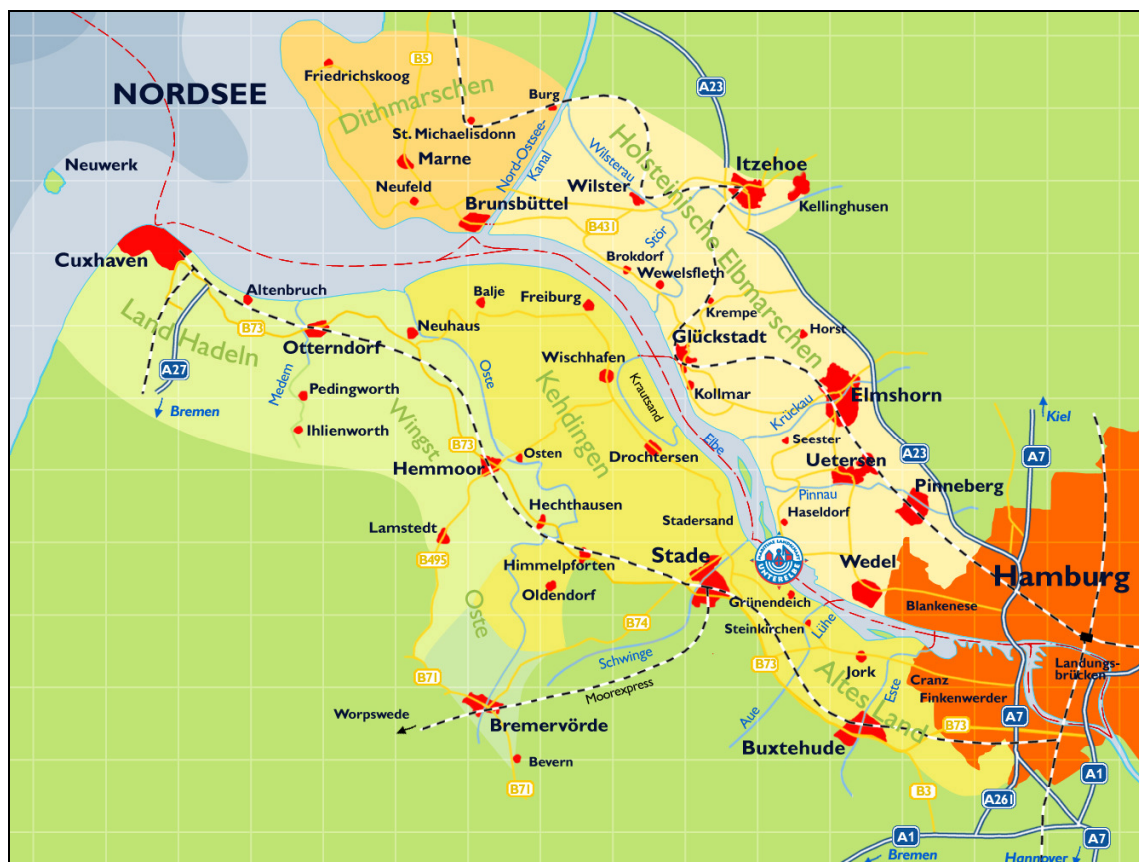 A23
B5
Friedrichskoog
NORDSEE
Dithmarschen
Burg
St. Michaelisdonn
Marne
Nord-Ostsee-
Kanal
Wilsterau
Holsteinische Elbmarschen
Itzehoe
Neuwerk
Neufeld
Wilster
Kellinghusen
Brunsbüttel
B431
Stör
Cuxhaven
Brokdorf
Wewelsfleth
Altenbruch
Balje
Freiburg
Krempe
Land Hadeln
B73
Neuhaus
Horst
Otterndorf
Glückstadt
Wischhafen
A27
Medem
Oste
Krautsand
Pedingworth
Kollmar
Elmshorn
Bremen
Kehdingen
Krückau
Kiel
Ihlienworth
Wingst
B73
Elbe
Seester
A23
A7
Osten
Drochtersen
Uetersen
Hemmoor
Pinneberg
Pinnau
Hechthausen
Haseldorf
Lamstedt
Stadersand
B495
Stade
MARITIME LANDSCHAFT
UNTERELBE
Himmelpforten
Wedel
Hamburg
Oldendorf
Grünendeich
Blankenese
Oste
B74
Steinkirchen
Lühe
Schwinge
B73
Jork
Landungs-
brücken
B71
Moorexpress
Altes Land
Este
Cranz
Finkenwerder
Worpswede
Aue
A7
B73
Bremervörde
Buxtehude
Bevern
A1
B71
B3
A261
A1
A7
Bremen
Hannover